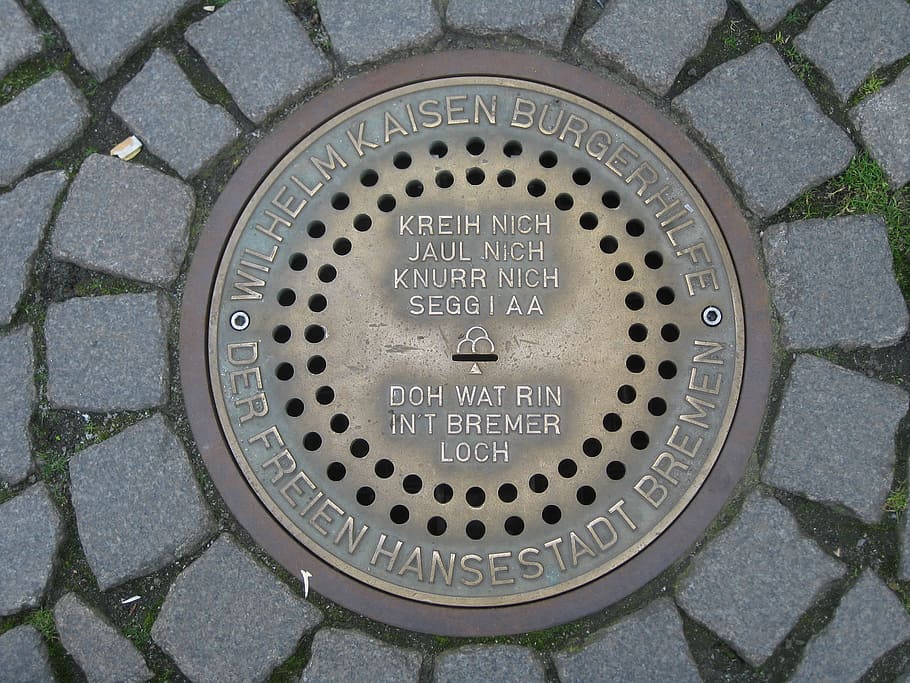 WILHELM KAISEN BÜRGERHILFE
KREIH NICH
JAUL NICH
KNURR NICH
SEGG I AA
DOH WAT RIN
IN'T BREMER
LOCH
DER FREIEN HANSESTADT BREMEN